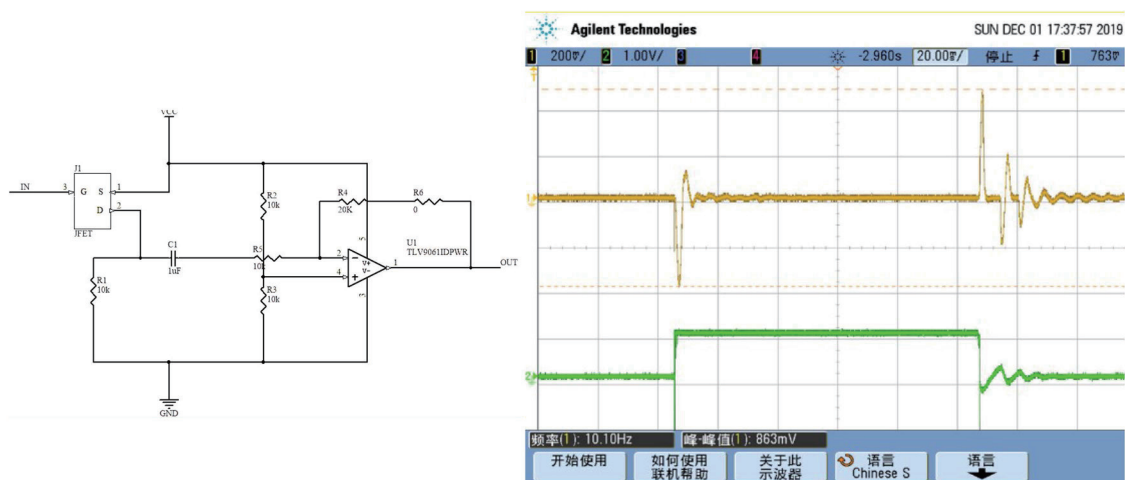 VCC
J1
IN
3
G
S
1
D
2
JFET
R2
10k
R4
20K
R6
0
C1
1uF
R5
10k
R1
10k
R3
10k
2
4
5
V+
V-
3
1
U1
TLV9061IDPWR
OUT
GND
Agilent Technologies
SUN DEC 01 17:37:57 2019
1 200mV/ 2 1.00V/ 3 4 -2.960s 20.00ms/ 停止 1 763mV
频率(1): 10.10Hz
峰-峰值(1): 863mV
开始使用
如何使用
联机帮助
关于此
示波器
语言
Chinese S
语言